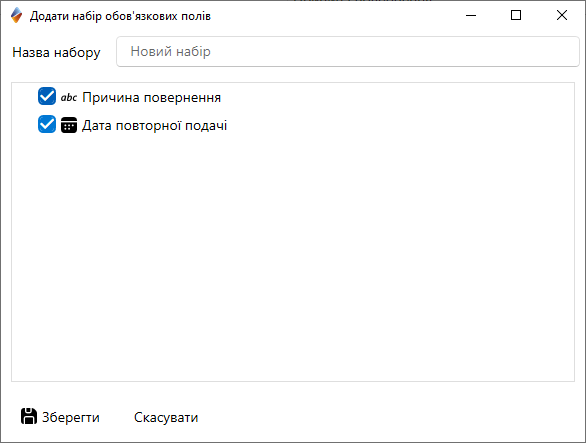 Додати набір обов'язкових полів
Назва набору
Новий набір
abc Причина повернення
Дата повторної подачі
Зберегти
Скасувати